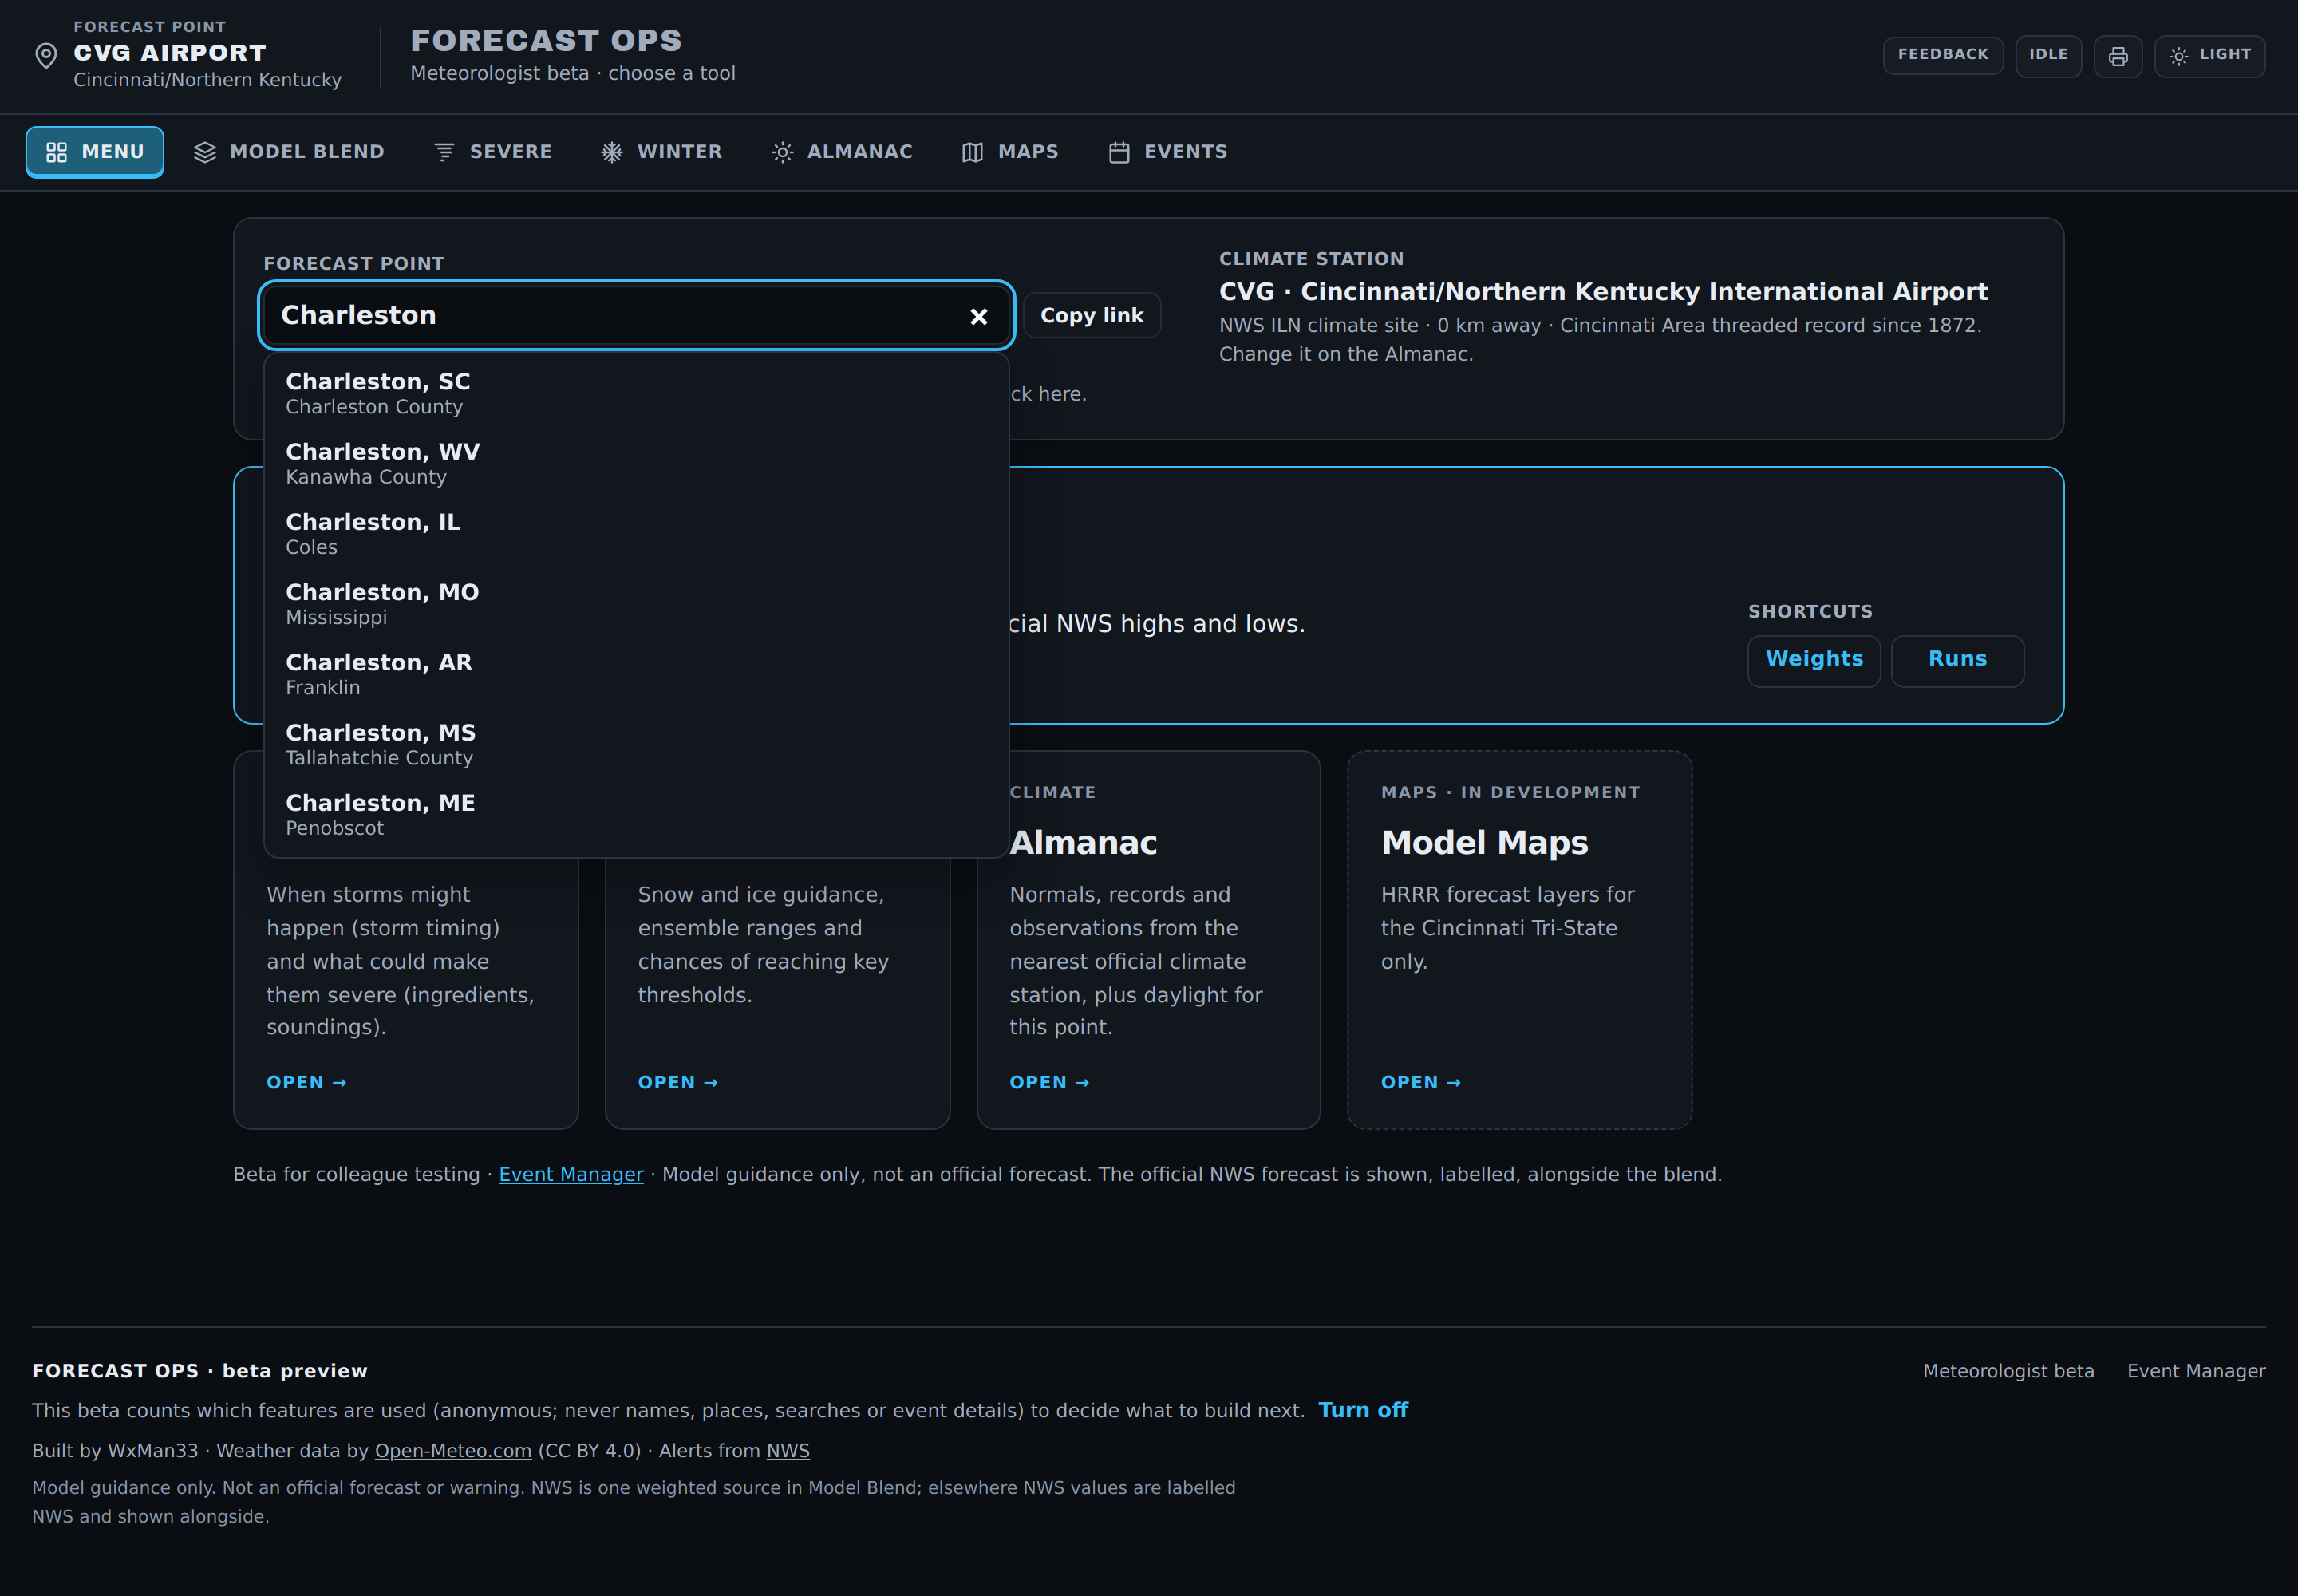 FORECAST POINT
CVG AIRPORT
Cincinnati/Northern Kentucky
FORECAST OPS
Meteorologist beta · choose a tool
FEEDBACK
IDLE
LIGHT
MENU
MODEL BLEND
SEVERE
WINTER
ALMANAC
MAPS
EVENTS
FORECAST POINT
Charleston
Copy link
CLIMATE STATION
CVG · Cincinnati/Northern Kentucky International Airport
NWS ILN climate site · 0 km away · Cincinnati Area threaded record since 1872.
Change it on the Almanac.
Charleston, SC
Charleston County
Charleston, WV
Kanawha County
Charleston, IL
Coles
Charleston, MO
Mississippi
Charleston, AR
Franklin
Charleston, MS
Tallahatchie County
Charleston, ME
Penobscot
ck here.
cial NWS highs and lows.
SHORTCUTS
Weights
Runs
When storms might
happen (storm timing)
and what could make
them severe (ingredients,
soundings).
OPEN →
Snow and ice guidance,
ensemble ranges and
chances of reaching key
thresholds.
OPEN →
CLIMATE
Almanac
Normals, records and
observations from the
nearest official climate
station, plus daylight for
this point.
OPEN →
MAPS · IN DEVELOPMENT
Model Maps
HRRR forecast layers for
the Cincinnati Tri-State
only.
OPEN →
Beta for colleague testing · Event Manager · Model guidance only, not an official forecast. The official NWS forecast is shown, labelled, alongside the blend.
FORECAST OPS · beta preview
Meteorologist beta
Event Manager
This beta counts which features are used (anonymous; never names, places, searches or event details) to decide what to build next. Turn off
Built by WxMan33 · Weather data by Open-Meteo.com (CC BY 4.0) · Alerts from NWS
Model guidance only. Not an official forecast or warning. NWS is one weighted source in Model Blend; elsewhere NWS values are labelled
NWS and shown alongside.